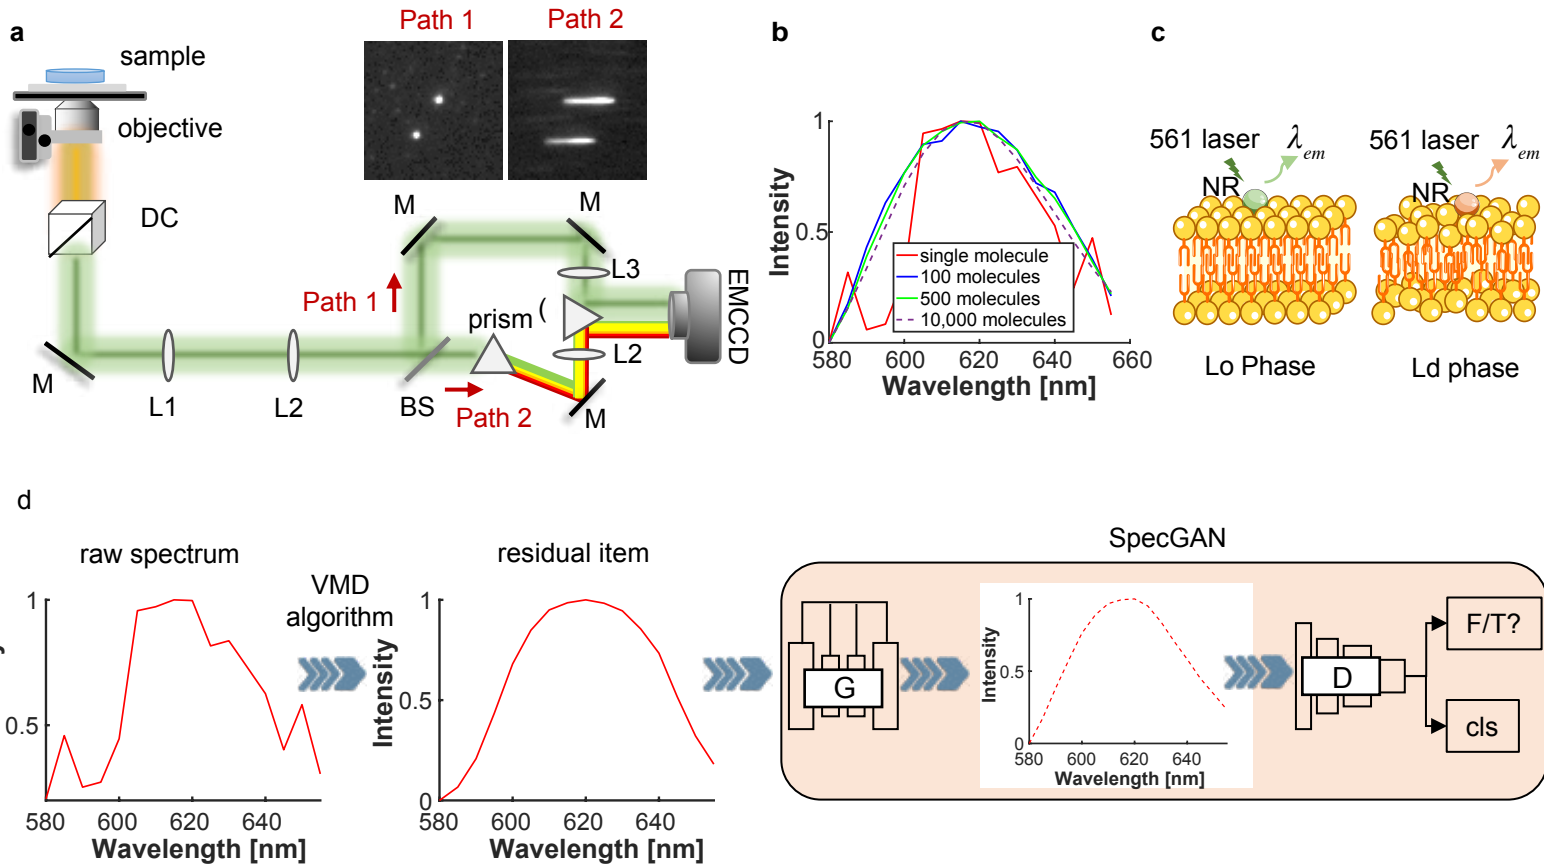 a
Path 1
Path 2
sample
objective
DC
M
M
M
L3
Path 1
prism
(
EMCCD
L2
M
L1
L2
BS
Path 2
M
b
1
0.5
0
Intensity
single molecule
100 molecules
500 molecules
10,000 molecules
580
600
620
640
660
Wavelength [nm]
c
561 laser
λem
NR
Lo Phase
561 laser
λem
NR
Ld phase
d
raw spectrum
1
0.5
580
600
620
640
Wavelength [nm]
VMD
algorithm
residual item
1
0.5
0
Intensity
580
600
620
640
Wavelength [nm]
SpecGAN
G
1
0.5
0
Intensity
580
600
620
640
Wavelength [nm]
D
F/T?
cls